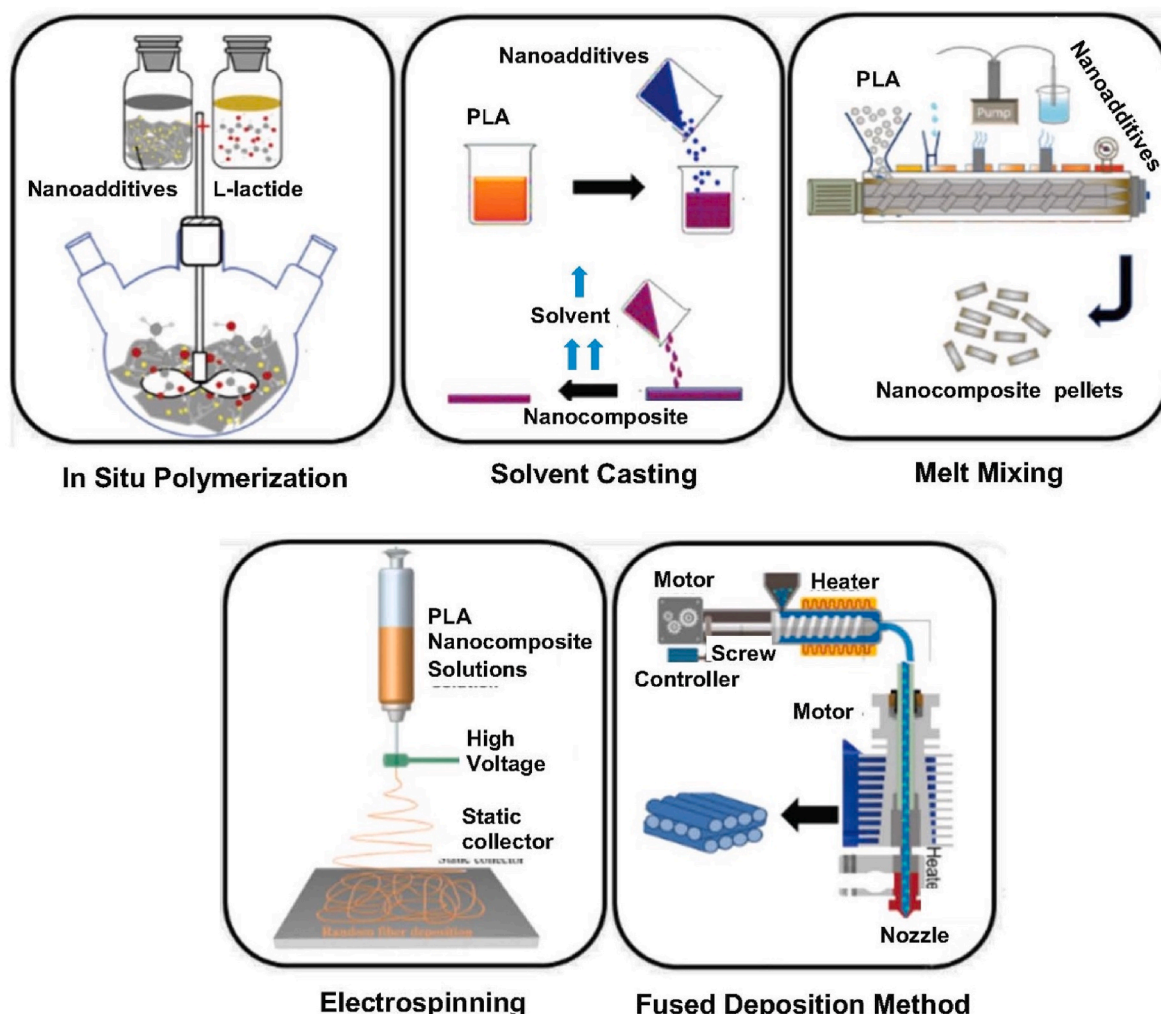 Nanoadditives
L-lactide
In Situ Polymerization
Nanoadditives
PLA
Solvent
Nanocomposite
Solvent Casting
PLA
Pump
Nanoadditives
Nanocomposite pellets
Melt Mixing
PLA
Nanocomposite
Solutions
High
Voltage
Static
collector
Random fiber deposition
Electrospinning
Motor
Heater
Screw
Controller
Motor
Heate
Nozzle
Fused Deposition Method